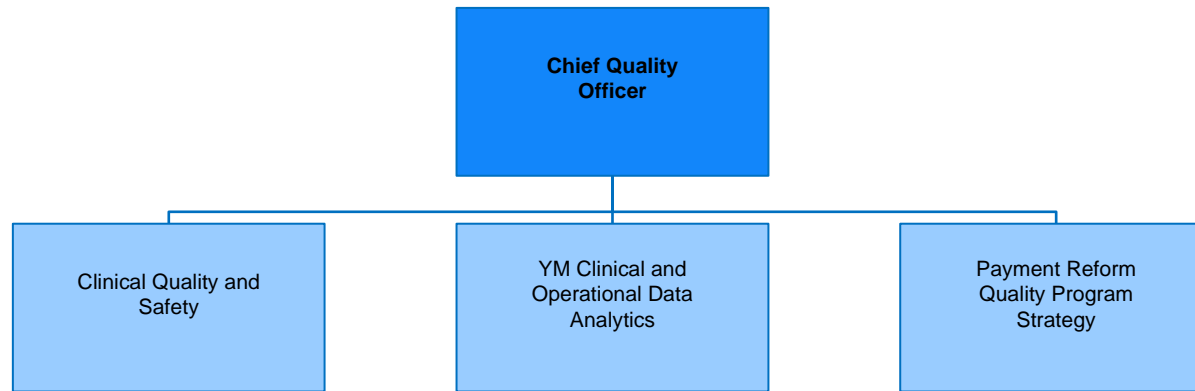 Chief Quality
Officer
Clinical Quality and
Safety
YM Clinical and
Operational Data
Analytics
Payment Reform
Quality Program
Strategy